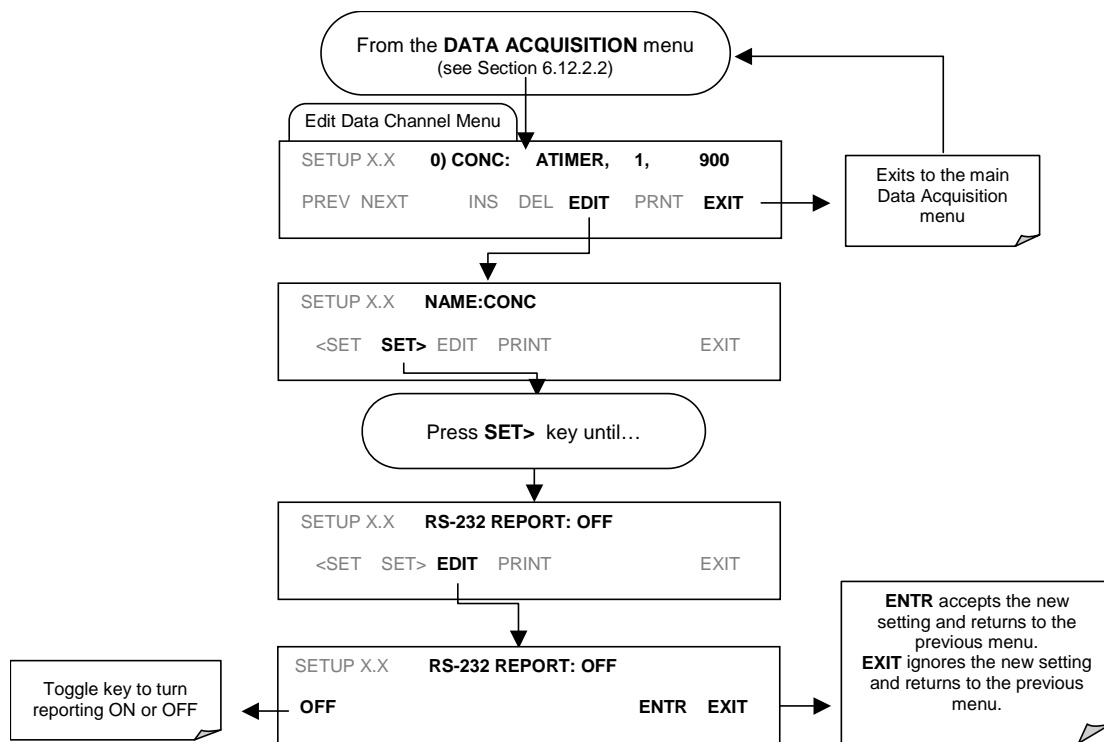 From the DATA ACQUISITION menu
(see Section 6.12.2.2)
Edit Data Channel Menu
SETUP X.X 0) CONC: ATIMER, 1, 900
PREV NEXT INS DEL EDIT PRNT EXIT
Exits to the main
Data Acquisition
menu
SETUP X.X NAME:CONC
<SET SET> EDIT PRINT EXIT
Press SET> key until…
SETUP X.X RS-232 REPORT: OFF
<SET SET> EDIT PRINT EXIT
SETUP X.X RS-232 REPORT: OFF
OFF ENTR EXIT
Toggle key to turn
reporting ON or OFF
ENTR accepts the new
setting and returns to the
previous menu.
EXIT ignores the new setting
and returns to the previous
menu.